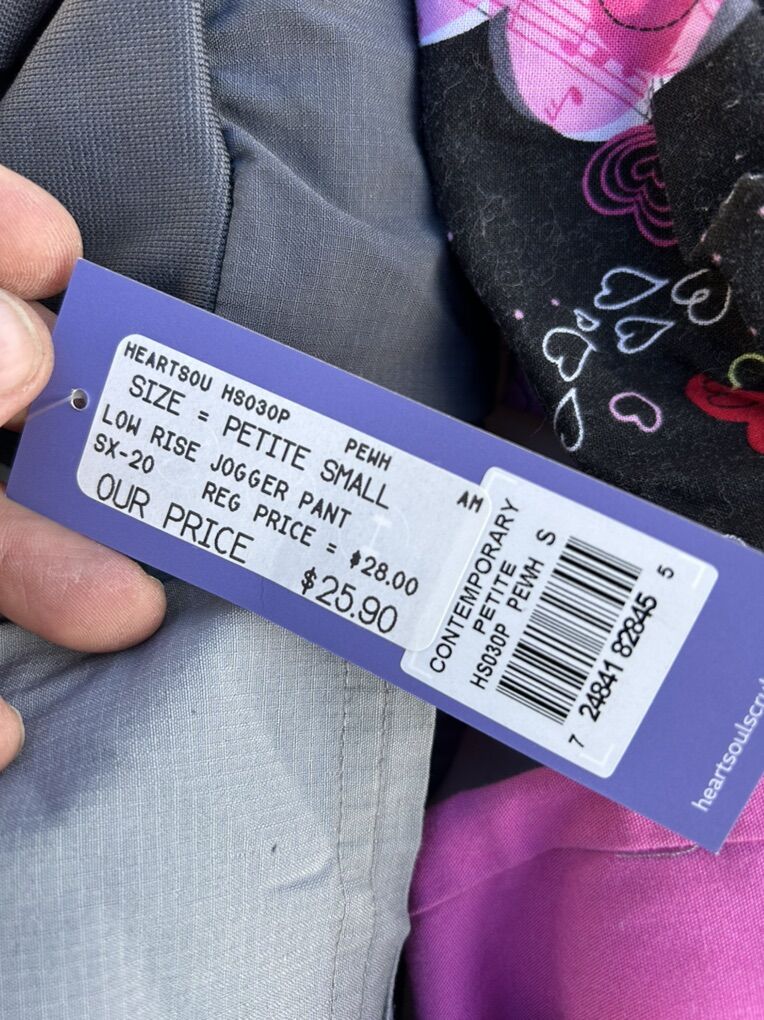 HEARTSOU HS030P
PEWH
SIZE = PETITE SMALL
AM
LOW RISE JOGGER PANT
SX-20
REG PRICE = $28.00
OUR PRICE
$25.90
CONTEMPORARY
PETITE
HS030P PEWH S
7 24841 82845 5